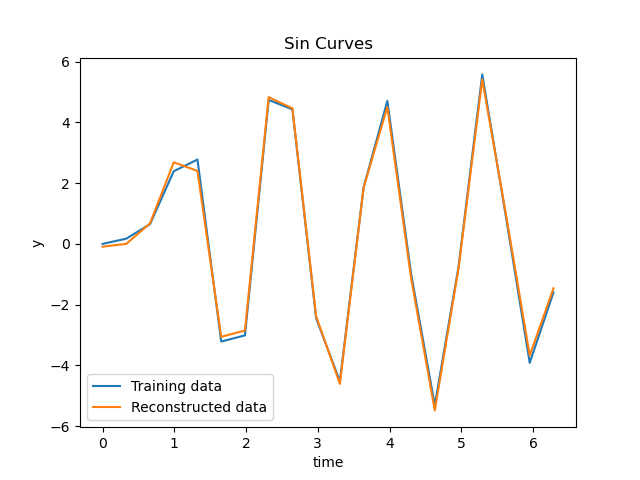 Sin Curves
6
4
2
0
−2
−4
−6
y
Training data
Reconstructed data
0 1 2 3 4 5 6
time